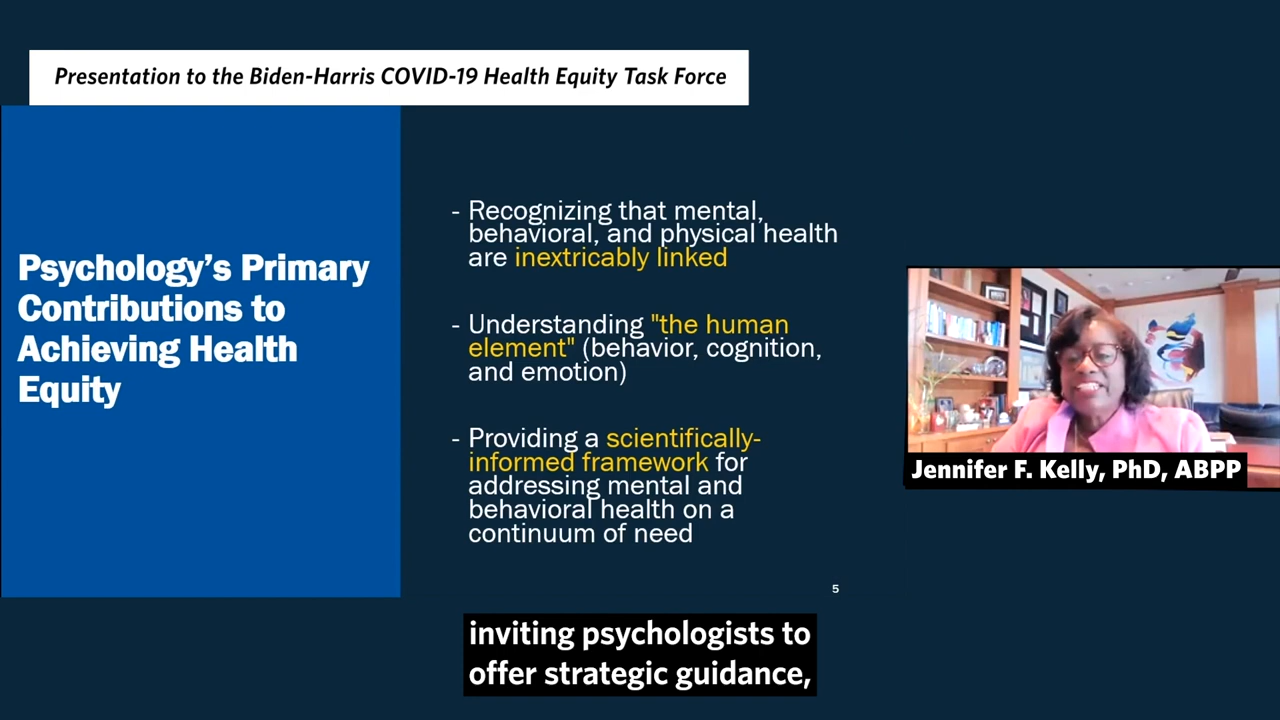 Presentation to the Biden-Harris COVID-19 Health Equity Task Force
Psychology’s Primary
Contributions to
Achieving Health
Equity
- Recognizing that mental,
behavioral, and physical health
are inextricably linked
- Understanding "the human
element" (behavior, cognition,
and emotion)
- Providing a scientifically-
informed framework for
addressing mental and
behavioral health on a
continuum of need
5
Jennifer F. Kelly, PhD, ABPP
inviting psychologists to
offer strategic guidance,